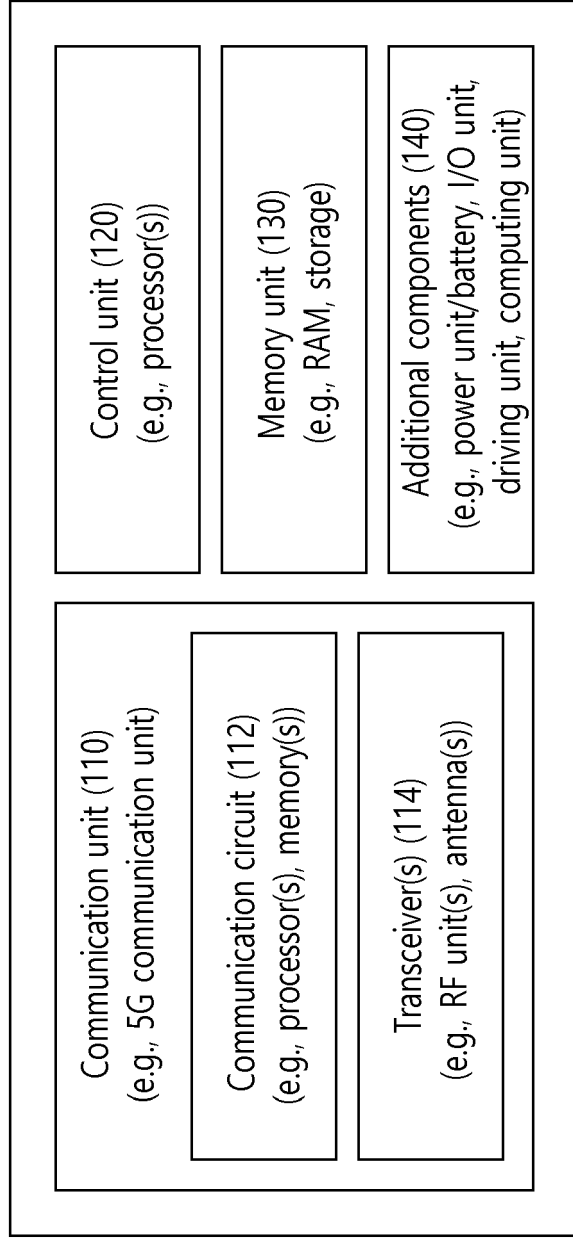 Communication unit (110)
(e.g., 5G communication unit)
Communication circuit (112)
(e.g., processor(s), memory(s))
Transceiver(s) (114)
(e.g., RF unit(s), antenna(s))
Control unit (120)
(e.g., processor(s))
Memory unit (130)
(e.g., RAM, storage)
Additional components (140)
(e.g., power unit/battery, I/O unit,
driving unit, computing unit)